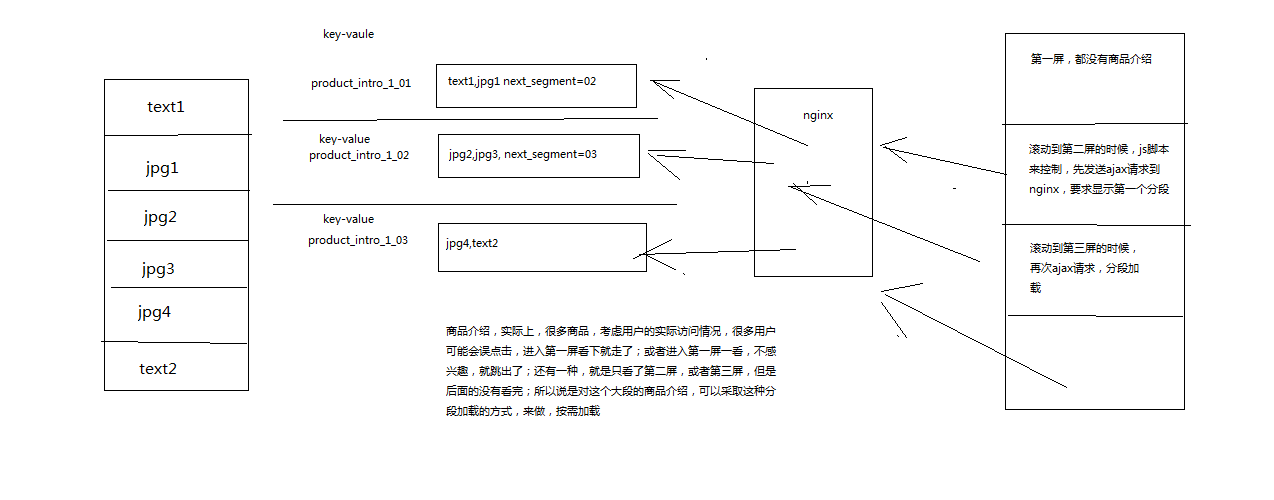 text1
jpg1
jpg2
jpg3
jpg4
text2
key-vaule
product_intro_1_01
text1,jpg1 next_segment=02
key-value
product_intro_1_02
jpg2,jpg3, next_segment=03
key-value
product_intro_1_03
jpg4,text2
nginx
第一屏，都没有商品介绍
滚动到第二屏的时候，js脚本
来控制，先发送ajax请求到
nginx，要求显示第一个分段
滚动到第三屏的时候，
再次ajax请求，分段加
载
商品介绍，实际上，很多商品，考虑用户的实际访问情况，很多用户
可能会误点击，进入第一屏看下就走了；或者进入第一屏一看，不感
兴趣，就跳出了；还有一种，就是只看了第二屏，或者第三屏，但是
后面的没有看完；所以说是对这个大段的商品介绍，可以采取这种分
段加载的方式，来做，按需加载